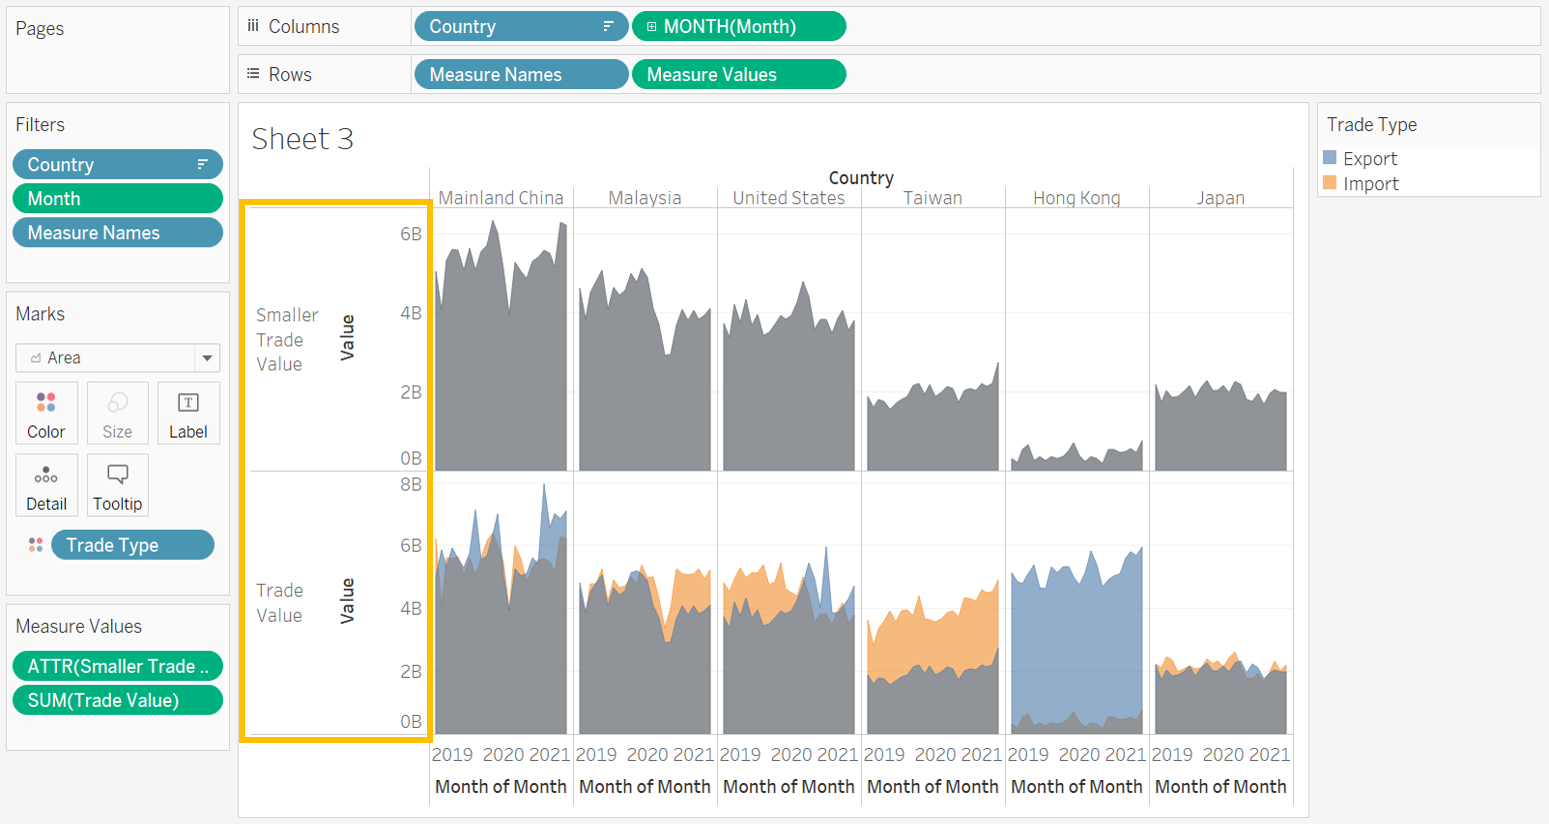 Pages
Columns
Country
MONTH(Month)
Rows
Measure Names
Measure Values
Filters
Country
Month
Measure Names
Marks
Area
Color
Size
Label
Detail
Tooltip
Trade Type
Measure Values
ATTR(Smaller Trade ..
SUM(Trade Value)
Sheet 3
Country
Mainland China
Malaysia
United States
Taiwan
Hong Kong
Japan
Smaller
Trade
Value
Value
6B
4B
2B
0B
Trade
Value
Value
8B
6B
4B
2B
0B
2019 2020 2021 2019 2020 2021 2019 2020 2021 2019 2020 2021 2019 2020 2021 2019 2020 2021
Month of Month Month of Month Month of Month Month of Month Month of Month Month of Month
Trade Type
Export
Import